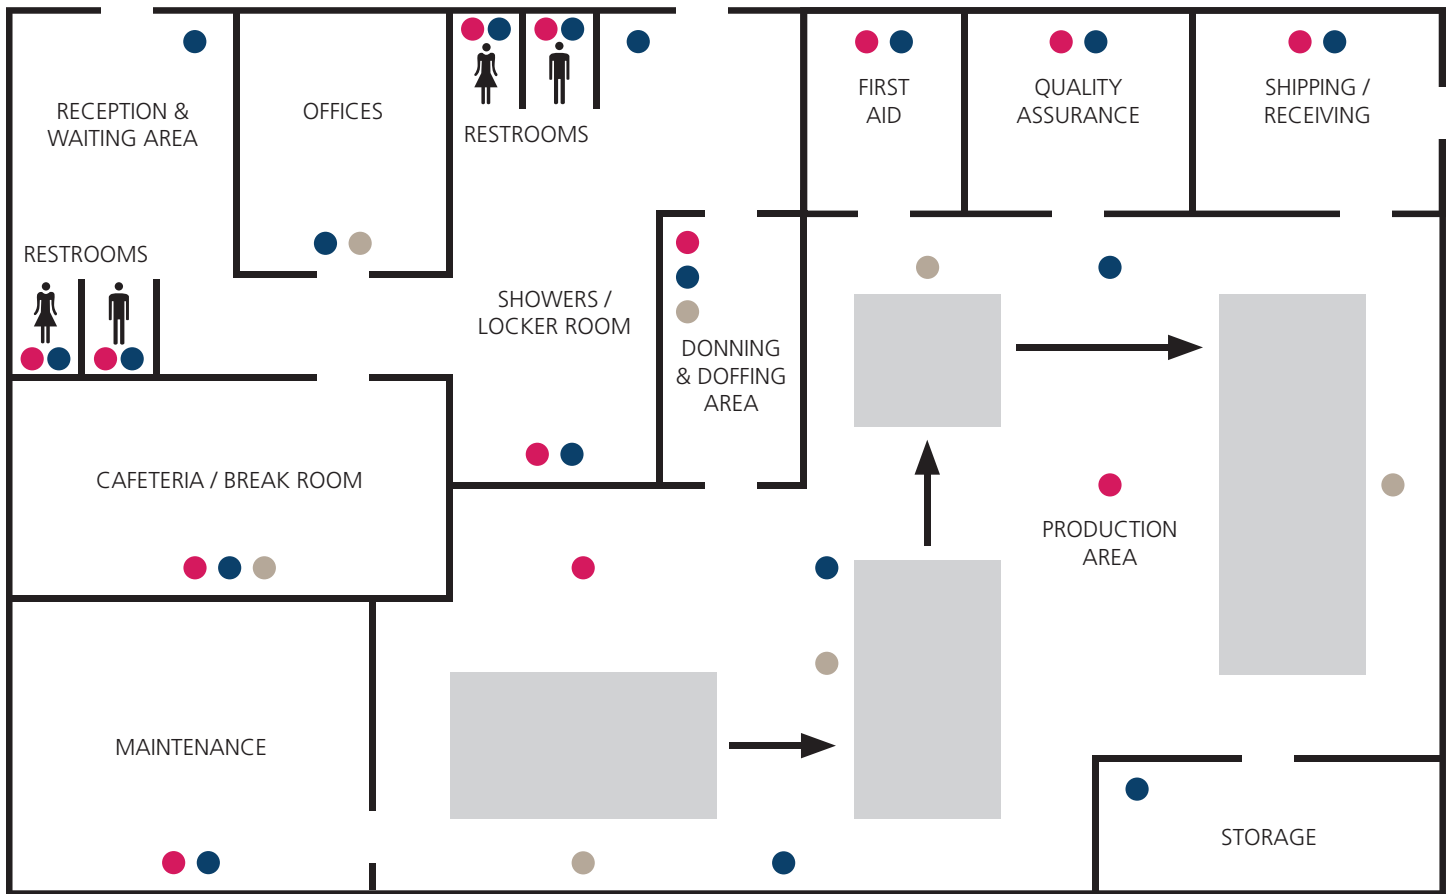 RECEPTION &
WAITING AREA
OFFICES
RESTROOMS
FIRST
AID
QUALITY
ASSURANCE
SHIPPING /
RECEIVING
RESTROOMS
SHOWERS /
LOCKER ROOM
DONNING
& DOFFING
AREA
CAFETERIA / BREAK ROOM
PRODUCTION
AREA
MAINTENANCE
STORAGE